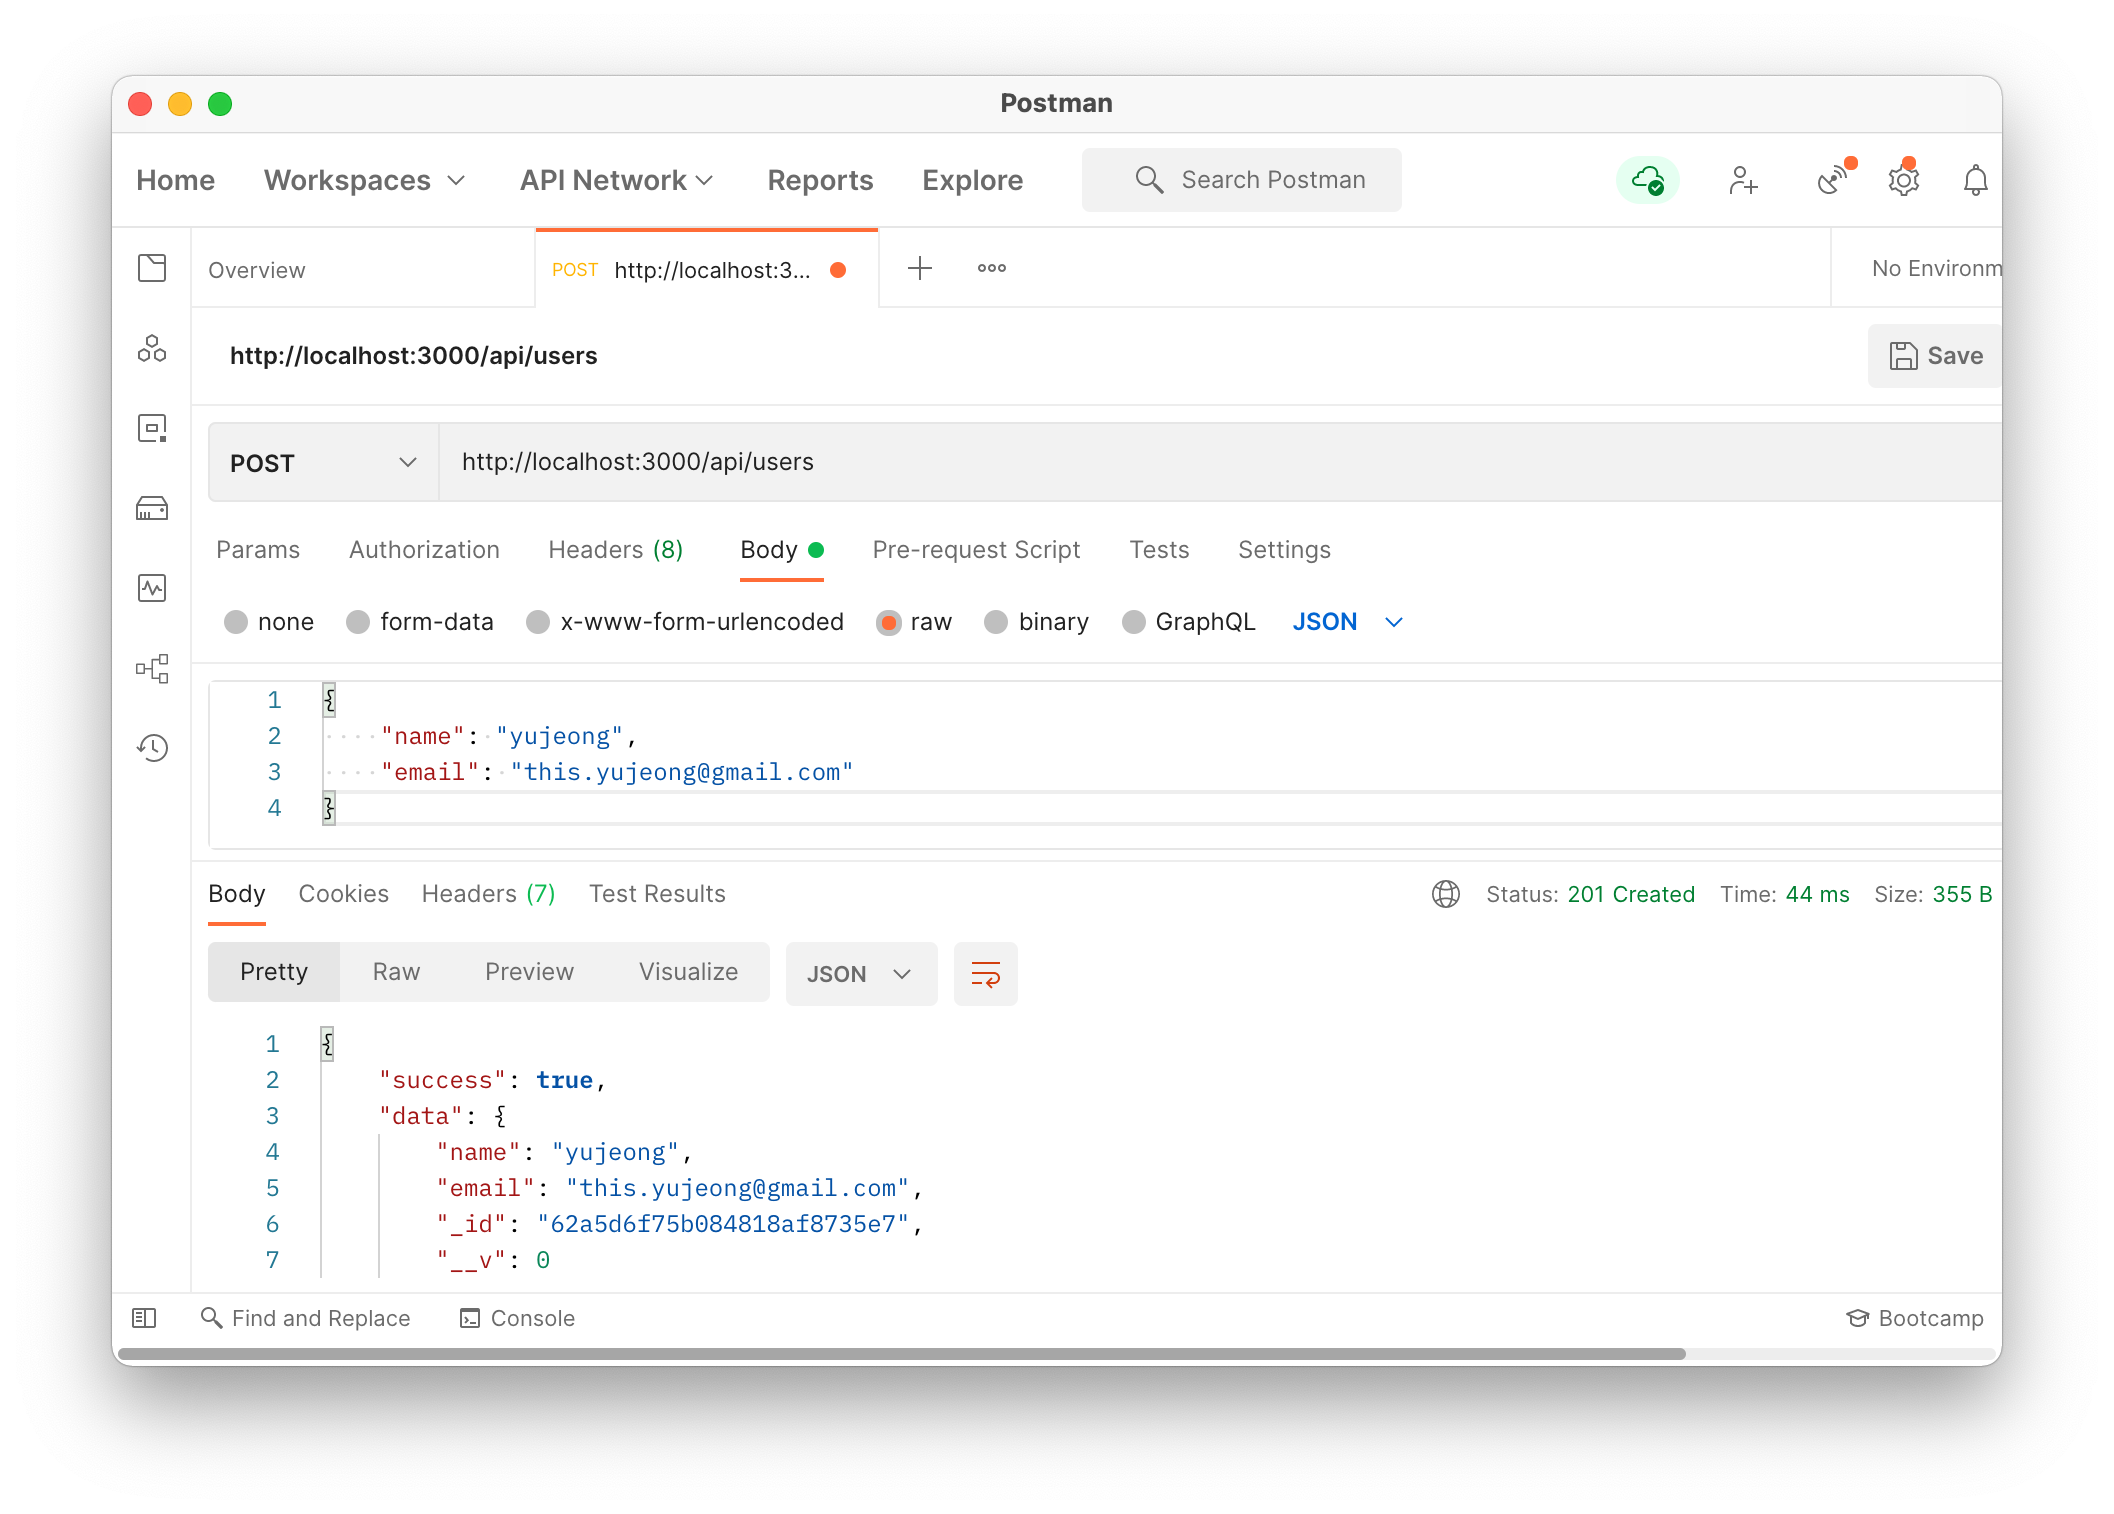 Postman
Home Workspaces API Network Reports Explore Search Postman
Overview POST http://localhost:3... No Environm
http://localhost:3000/api/users Save
POST http://localhost:3000/api/users
Params Authorization Headers (8) Body Pre-request Script Tests Settings
none form-data x-www-form-urlencoded raw binary GraphQL JSON
1 {
2 "name": "yujeong",
3 "email": "this.yujeong@gmail.com"
4 }
Body Cookies Headers (7) Test Results Status: 201 Created Time: 44 ms Size: 355 B
Pretty Raw Preview Visualize JSON
1 {
2 "success": true,
3 "data": {
4 "name": "yujeong",
5 "email": "this.yujeong@gmail.com",
6 "_id": "62a5d6f75b084818af8735e7",
7 "__v": 0
Find and Replace Console Bootcamp